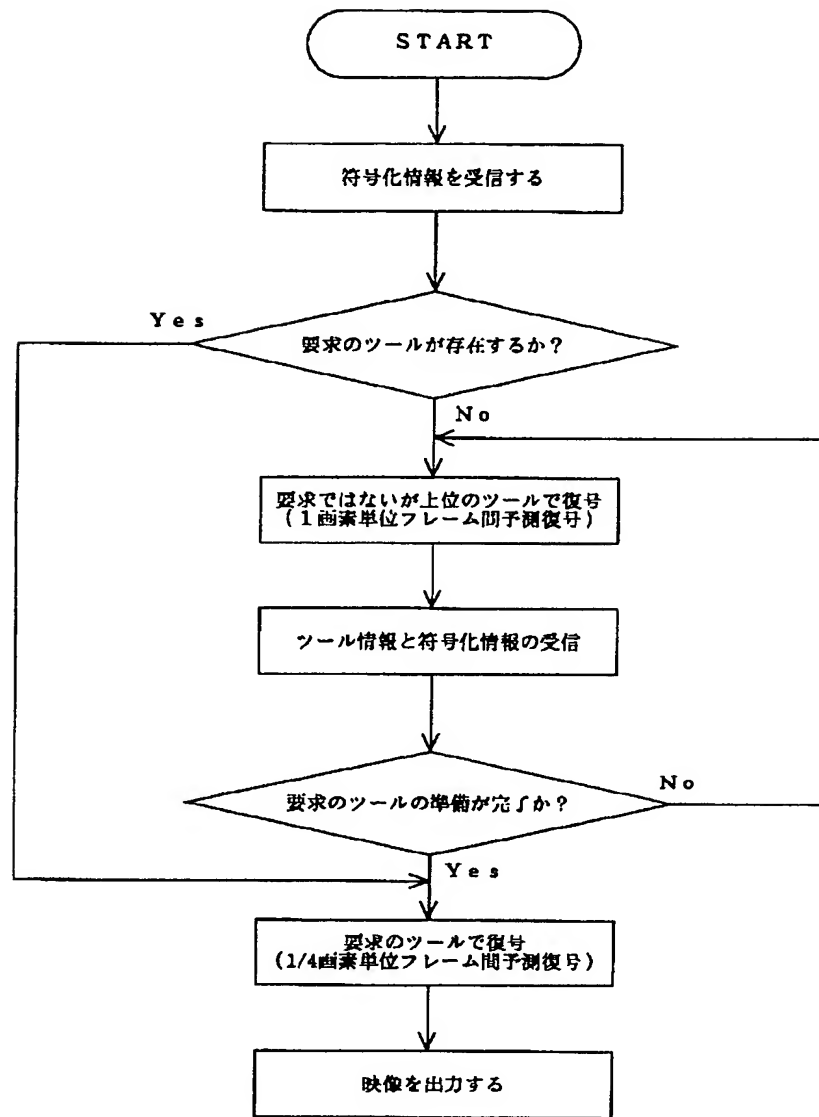 START
符号化情報を受信する
Yes
要求のツールが存在するか？
No
要求ではないが上位のツールで復号
（１画素単位フレーム間予測復号）
ツール情報と符号化情報の受信
要求のツールの準備が完了か？
No
Yes
要求のツールで復号
（1/4画素単位フレーム間予測復号）
映像を出力する